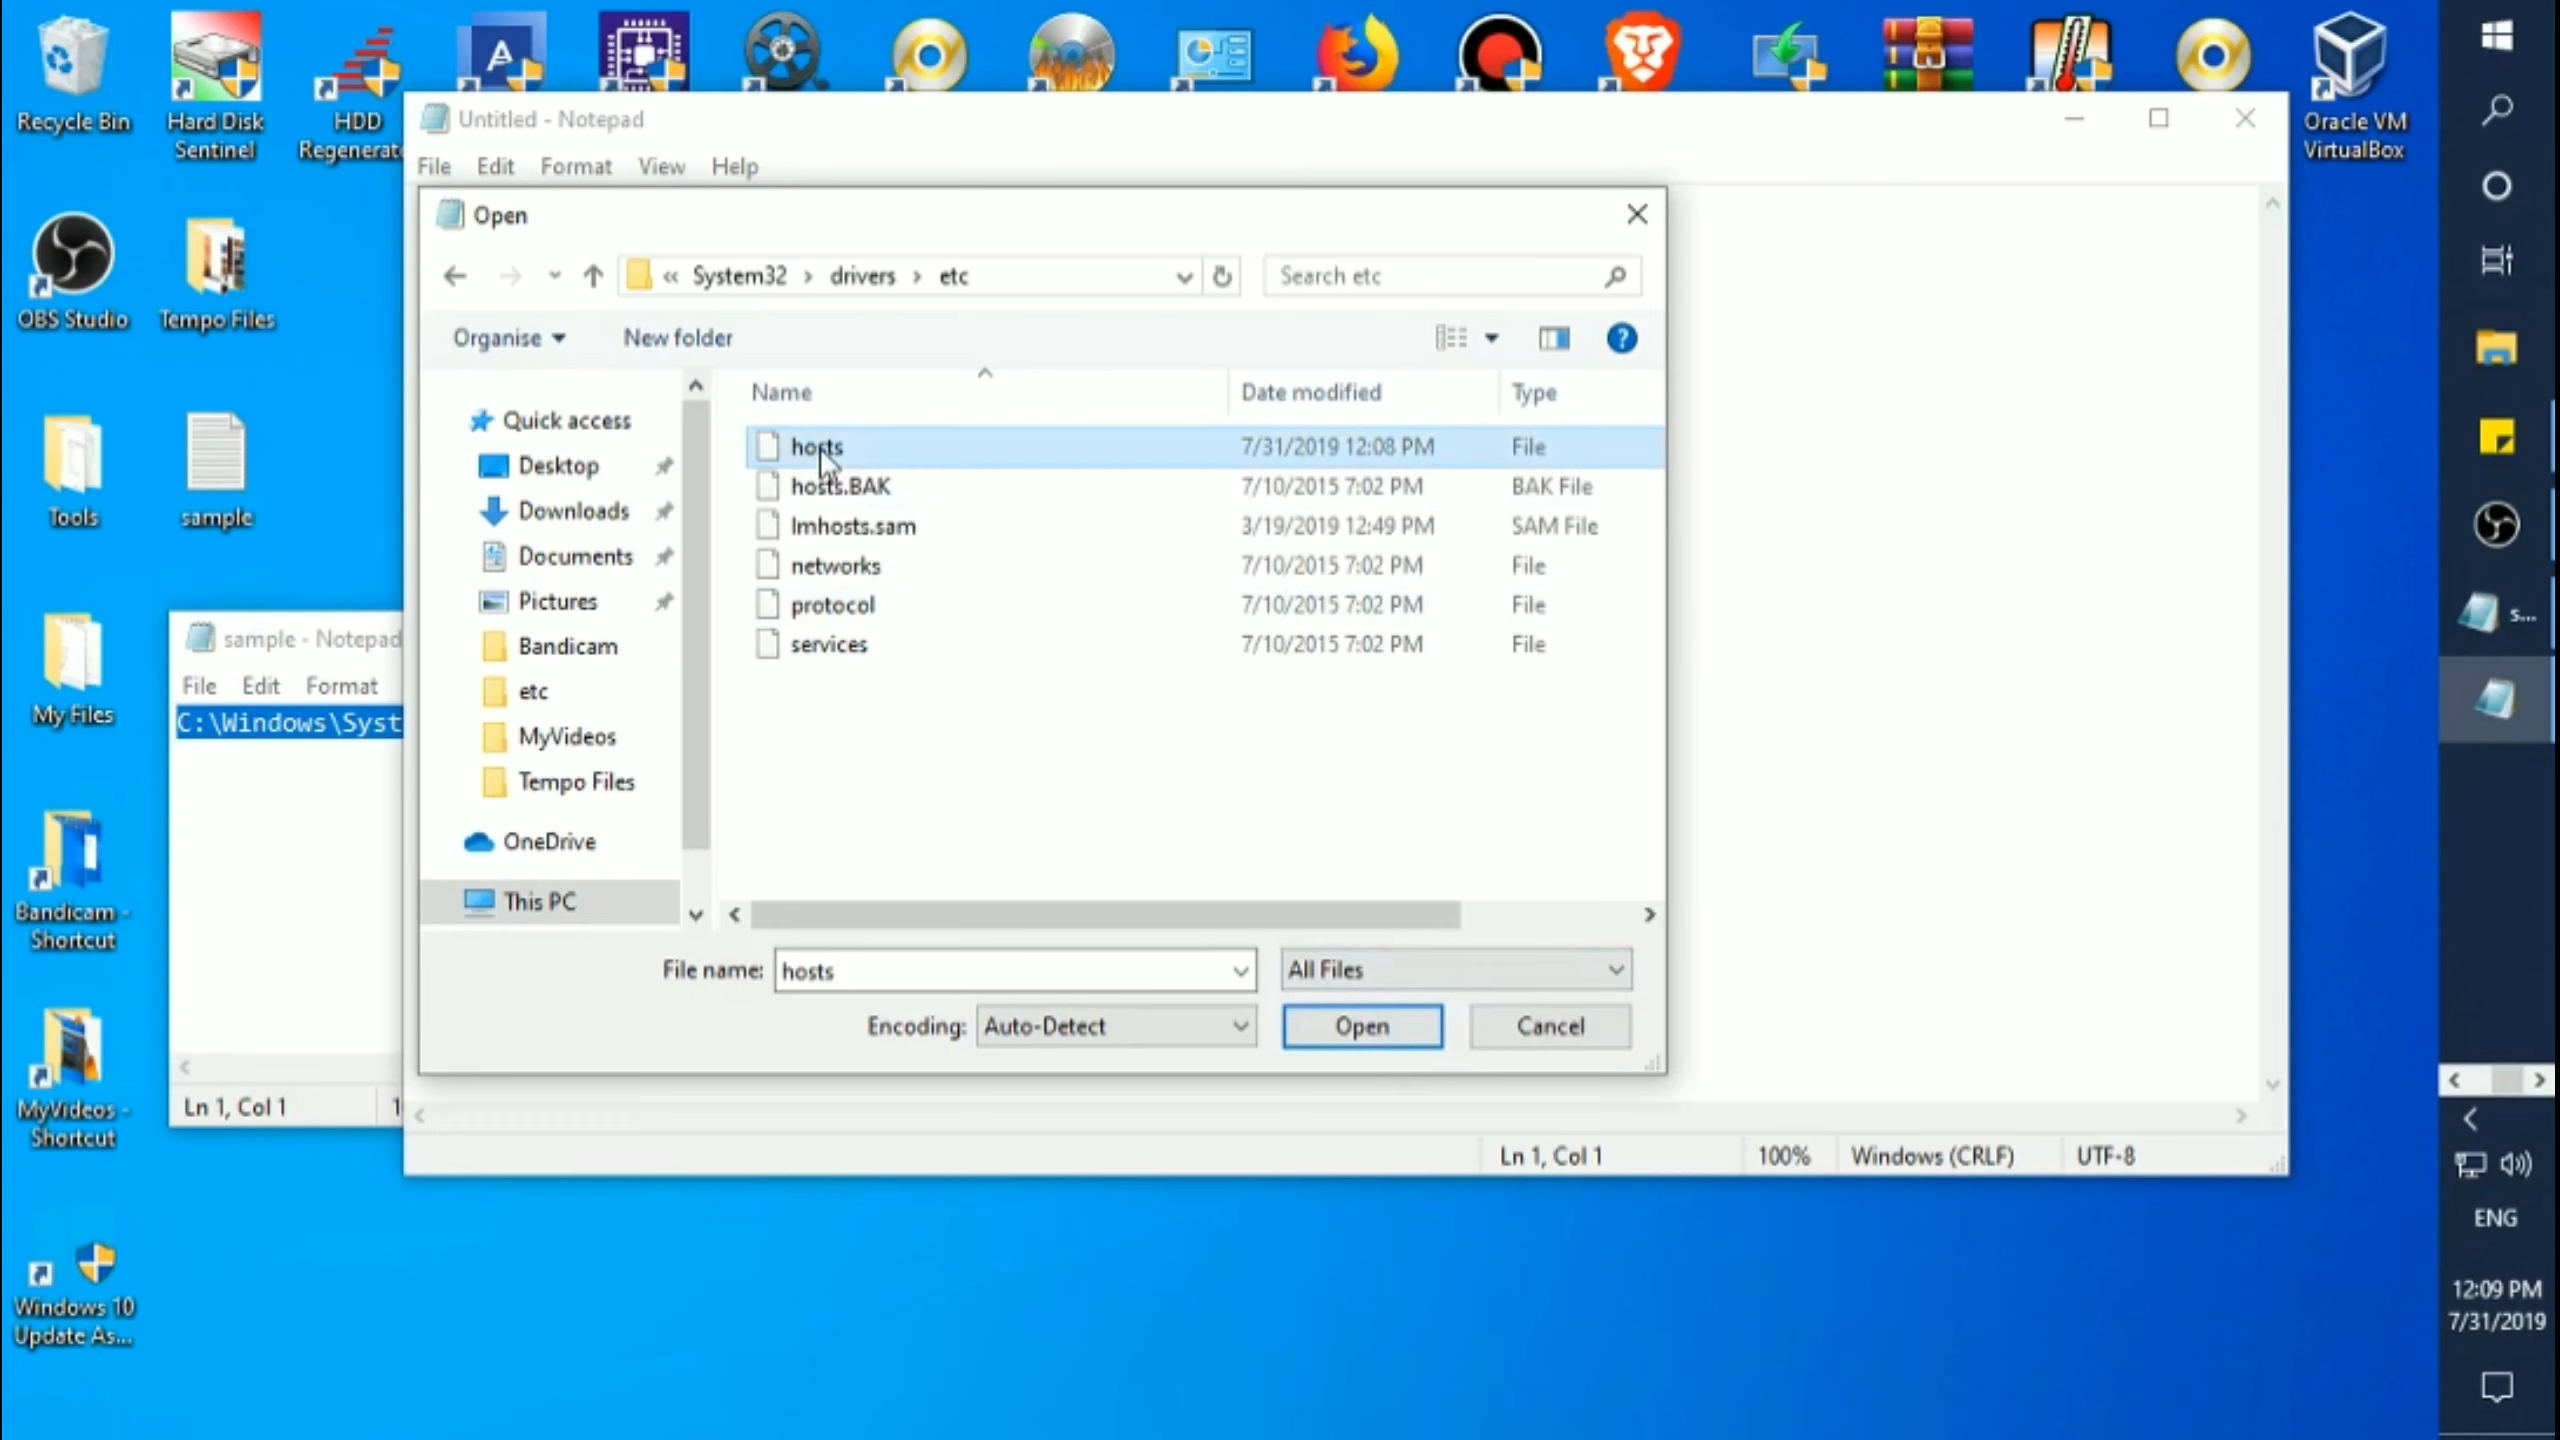 Recycle Bin
Hard Disk
Sentinel
HDD
Regenerat
Oracle VM
VirtualBox
OBS Studio
Tempo Files
Tools
sample
My Files
Bandicam -
Shortcut
MyVideos -
Shortcut
Windows 10
Update As...
sample - Notepad
File Edit Format
C:\Windows\Syst
Ln 1, Col 1
Untitled - Notepad
File Edit Format View Help
Open
« System32 › drivers › etc
Search etc
Organise New folder
Quick access
Desktop
Downloads
Documents
Pictures
Bandicam
etc
MyVideos
Tempo Files
OneDrive
This PC
Name Date modified Type
hosts 7/31/2019 12:08 PM File
hosts.BAK 7/10/2015 7:02 PM BAK File
lmhosts.sam 3/19/2019 12:49 PM SAM File
networks 7/10/2015 7:02 PM File
protocol 7/10/2015 7:02 PM File
services 7/10/2015 7:02 PM File
File name: hosts All Files
Encoding: Auto-Detect Open Cancel
Ln 1, Col 1 100% Windows (CRLF) UTF-8
s...
ENG
12:09 PM
7/31/2019